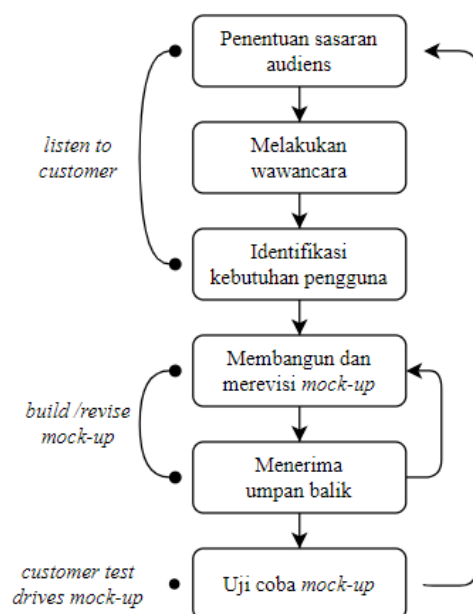 Penentuan sasaran
audiens
listen to
customer
Melakukan
wawancara
Identifikasi
kebutuhan pengguna
Membangun dan
merevisi mock-up
build /revise
mock-up
Menerima
umpan balik
customer test
drives mock-up
Uji coba mock-up